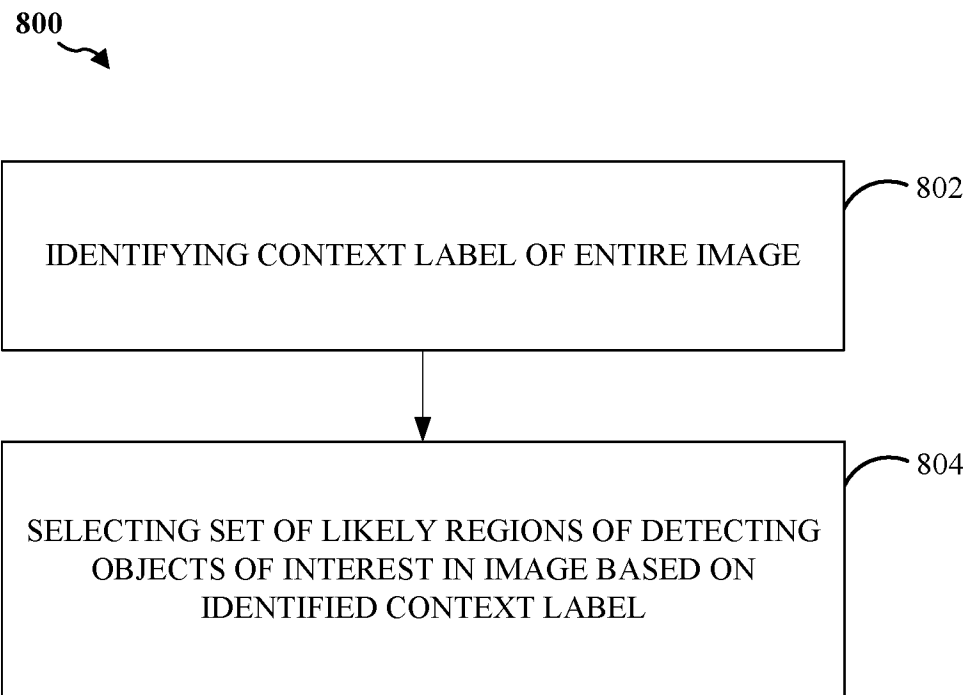 800
802
IDENTIFYING CONTEXT LABEL OF ENTIRE IMAGE
804
SELECTING SET OF LIKELY REGIONS OF DETECTING
OBJECTS OF INTEREST IN IMAGE BASED ON
IDENTIFIED CONTEXT LABEL